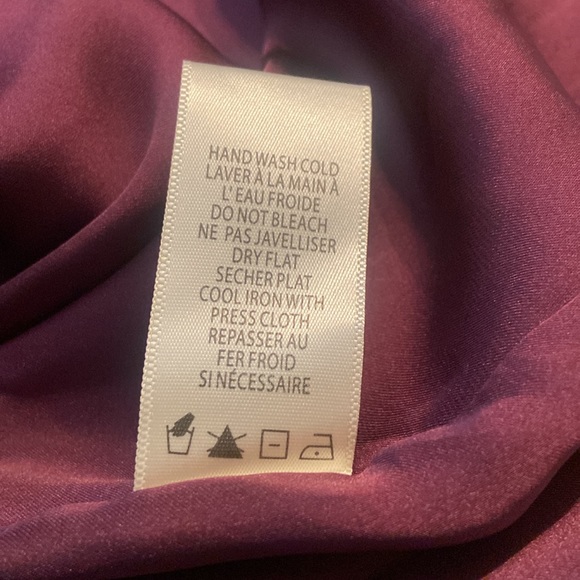 HAND WASH COLD
LAVER À LA MAIN À
L' EAU FROIDE
DO NOT BLEACH
NE PAS JAVELLISER
DRY FLAT
SECHER PLAT
COOL IRON WITH
PRESS CLOTH
REPASSER AU
FER FROID
SI NÉCESSAIRE